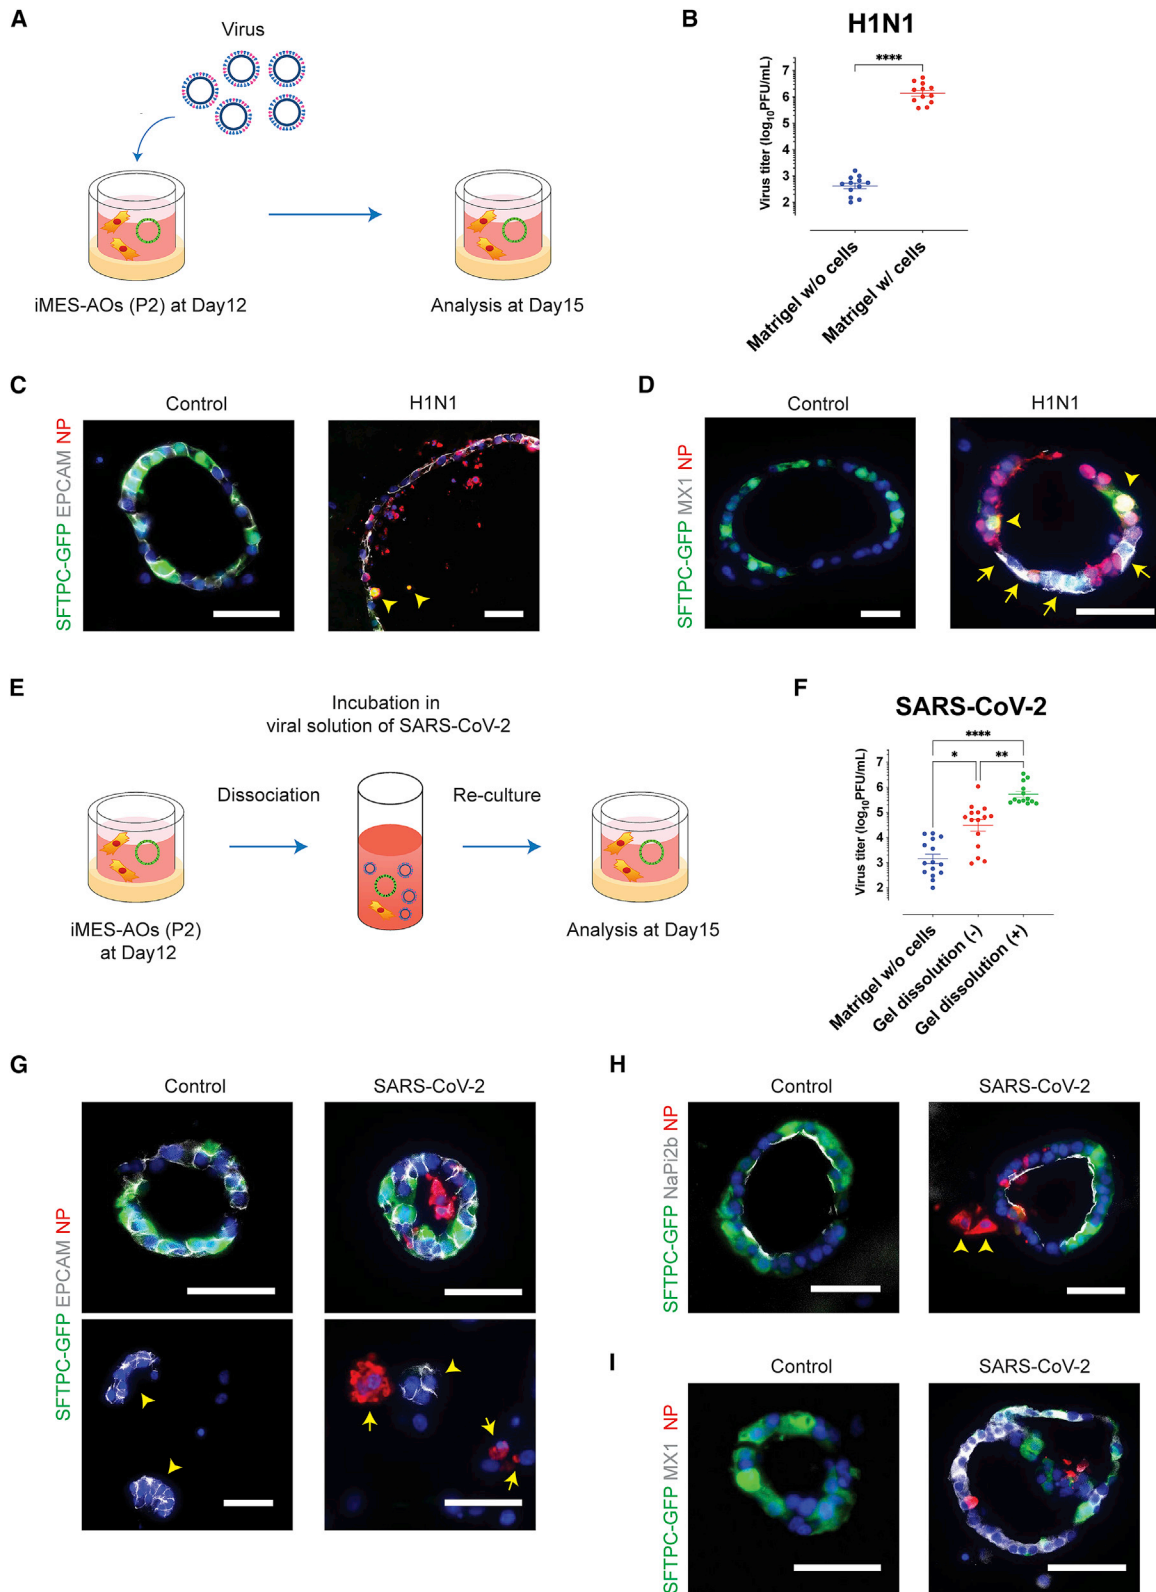 A
Virus
iMES-AOs (P2) at Day12
Analysis at Day15
B
H1N1
****
Virus titer (log10PFU/mL)
7
6
5
4
3
2
Matrigel w/o cells
Matrigel w/ cells
C
Control
H1N1
SFTPC-GFP EPCAM NP
D
Control
H1N1
SFTPC-GFP MX1 NP
E
Incubation in
viral solution of SARS-CoV-2
Dissociation
Re-culture
iMES-AOs (P2)
at Day12
Analysis at Day15
F
SARS-CoV-2
****
*
**
Virus titer (log10PFU/mL)
7
6
5
4
3
2
Matrigel w/o cells
Gel dissolution (-)
Gel dissolution (+)
G
Control
SARS-CoV-2
SFTPC-GFP EPCAM NP
H
Control
SARS-CoV-2
SFTPC-GFP NaPi2b NP
I
Control
SARS-CoV-2
SFTPC-GFP MX1 NP